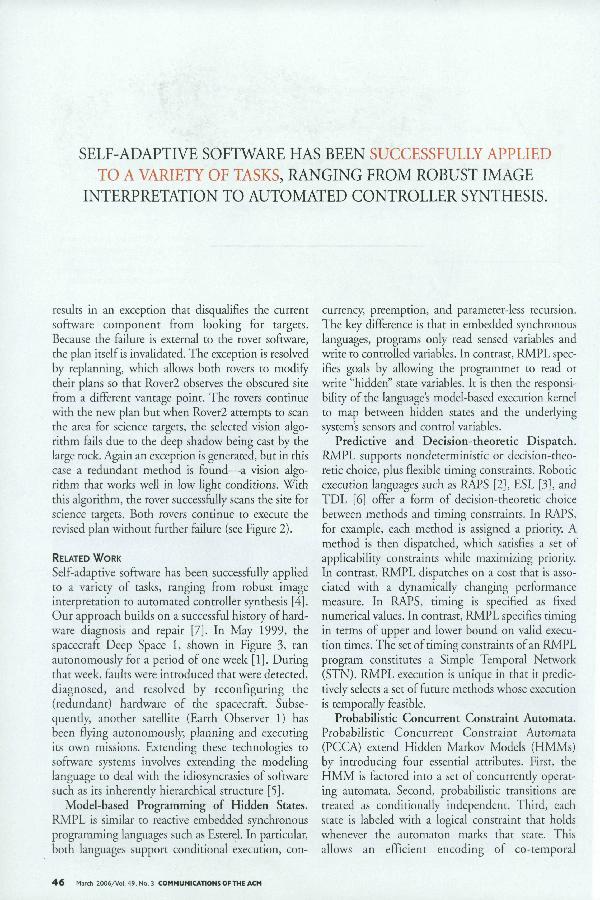 SELF-ADAPTIVE SOFTWARE HAS BEEN SUCCESSFULLY APPLIED
TO A VARIETY OF TASKS, RANGING FROM ROBUST IMAGE
INTERPRETATION TO AUTOMATED CONTROLLER SYNTHESIS.
results in an exception that disqualifies the current
software component from looking for targets.
Because the failure is external to the rover software,
the plan itself is invalidated. The exception is resolved
by replanning, which allows both rovers to modify
their plans so that Rover2 observes the obscured site
from a different vantage point. The rovers continue
with the new plan but when Rover2 attempts to scan
the area for science targets, the selected vision algo-
rithm fails due to the deep shadow being cast by the
large rock. Again an exception is generated, but in this
case a redundant method is found—a vision algo-
rithm that works well in low light conditions. With
this algorithm, the rover successfully scans the site for
science targets. Both rovers continue to execute the
revised plan without further failure (see Figure 2).
RELATED WORK
Self-adaptive software has been successfully applied
to a variety of tasks, ranging from robust image
interpretation to automated controller synthesis [4].
Our approach builds on a successful history of hard-
ware diagnosis and repair [7]. In May 1999, the
spacecraft Deep Space 1, shown in Figure 3, ran
autonomously for a period of one week [1]. During
that week, faults were introduced that were detected,
diagnosed, and resolved by reconfiguring the
(redundant) hardware of the spacecraft. Subse-
quently, another satellite (Earth Observer 1) has
been flying autonomously, planning and executing
its own missions. Extending these technologies to
software systems involves extending the modeling
language to deal with the idiosyncrasies of software
such as its inherently hierarchical structure [5].
Model-based Programming of Hidden States.
RMPL is similar to reactive embedded synchronous
programming languages such as Esterel. In particular,
both languages support conditional execution, con-
currency, preemption, and parameter-less recursion.
The key difference is that in embedded synchronous
languages, programs only read sensed variables and
write to controlled variables. In contrast, RMPL spec-
ifies goals by allowing the programmer to read or
write "hidden" state variables. It is then the responsi-
bility of the language's model-based execution kernel
to map between hidden states and the underlying
system's sensors and control variables.
Predictive and Decision-theoretic Dispatch.
RMPL supports nondeterministic or decision-theo-
retic choice, plus flexible timing constraints. Robotic
execution languages such as RAPS [2], ESL [3], and
TDL [6] offer a form of decision-theoretic choice
between methods and timing constraints. In RAPS,
for example, each method is assigned a priority. A
method is then dispatched, which satisfies a set of
applicability constraints while maximizing priority.
In contrast, RMPL dispatches on a cost that is asso-
ciated with a dynamically changing performance
measure. In RAPS, timing is specified as fixed
numerical values. In contrast, RMPL specifies timing
in terms of upper and lower bound on valid execu-
tion times. The set of timing constraints of an RMPL
program constitutes a Simple Temporal Network
(STN). RMPL execution is unique in that it predic-
tively selects a set of future methods whose execution
is temporally feasible.
Probabilistic Concurrent Constraint Automata.
Probabilistic Concurrent Constraint Automata
(PCCA) extend Hidden Markov Models (HMMs)
by introducing four essential attributes. First, the
HMM is factored into a set of concurrently operat-
ing automata. Second, probabilistic transitions are
treated as conditionally independent. Third, each
state is labeled with a logical constraint that holds
whenever the automaton marks that state. This
allows an efficient encoding of co-temporal
46 March 2006/Vol. 49, No. 3 COMMUNICATIONS OF THE ACM